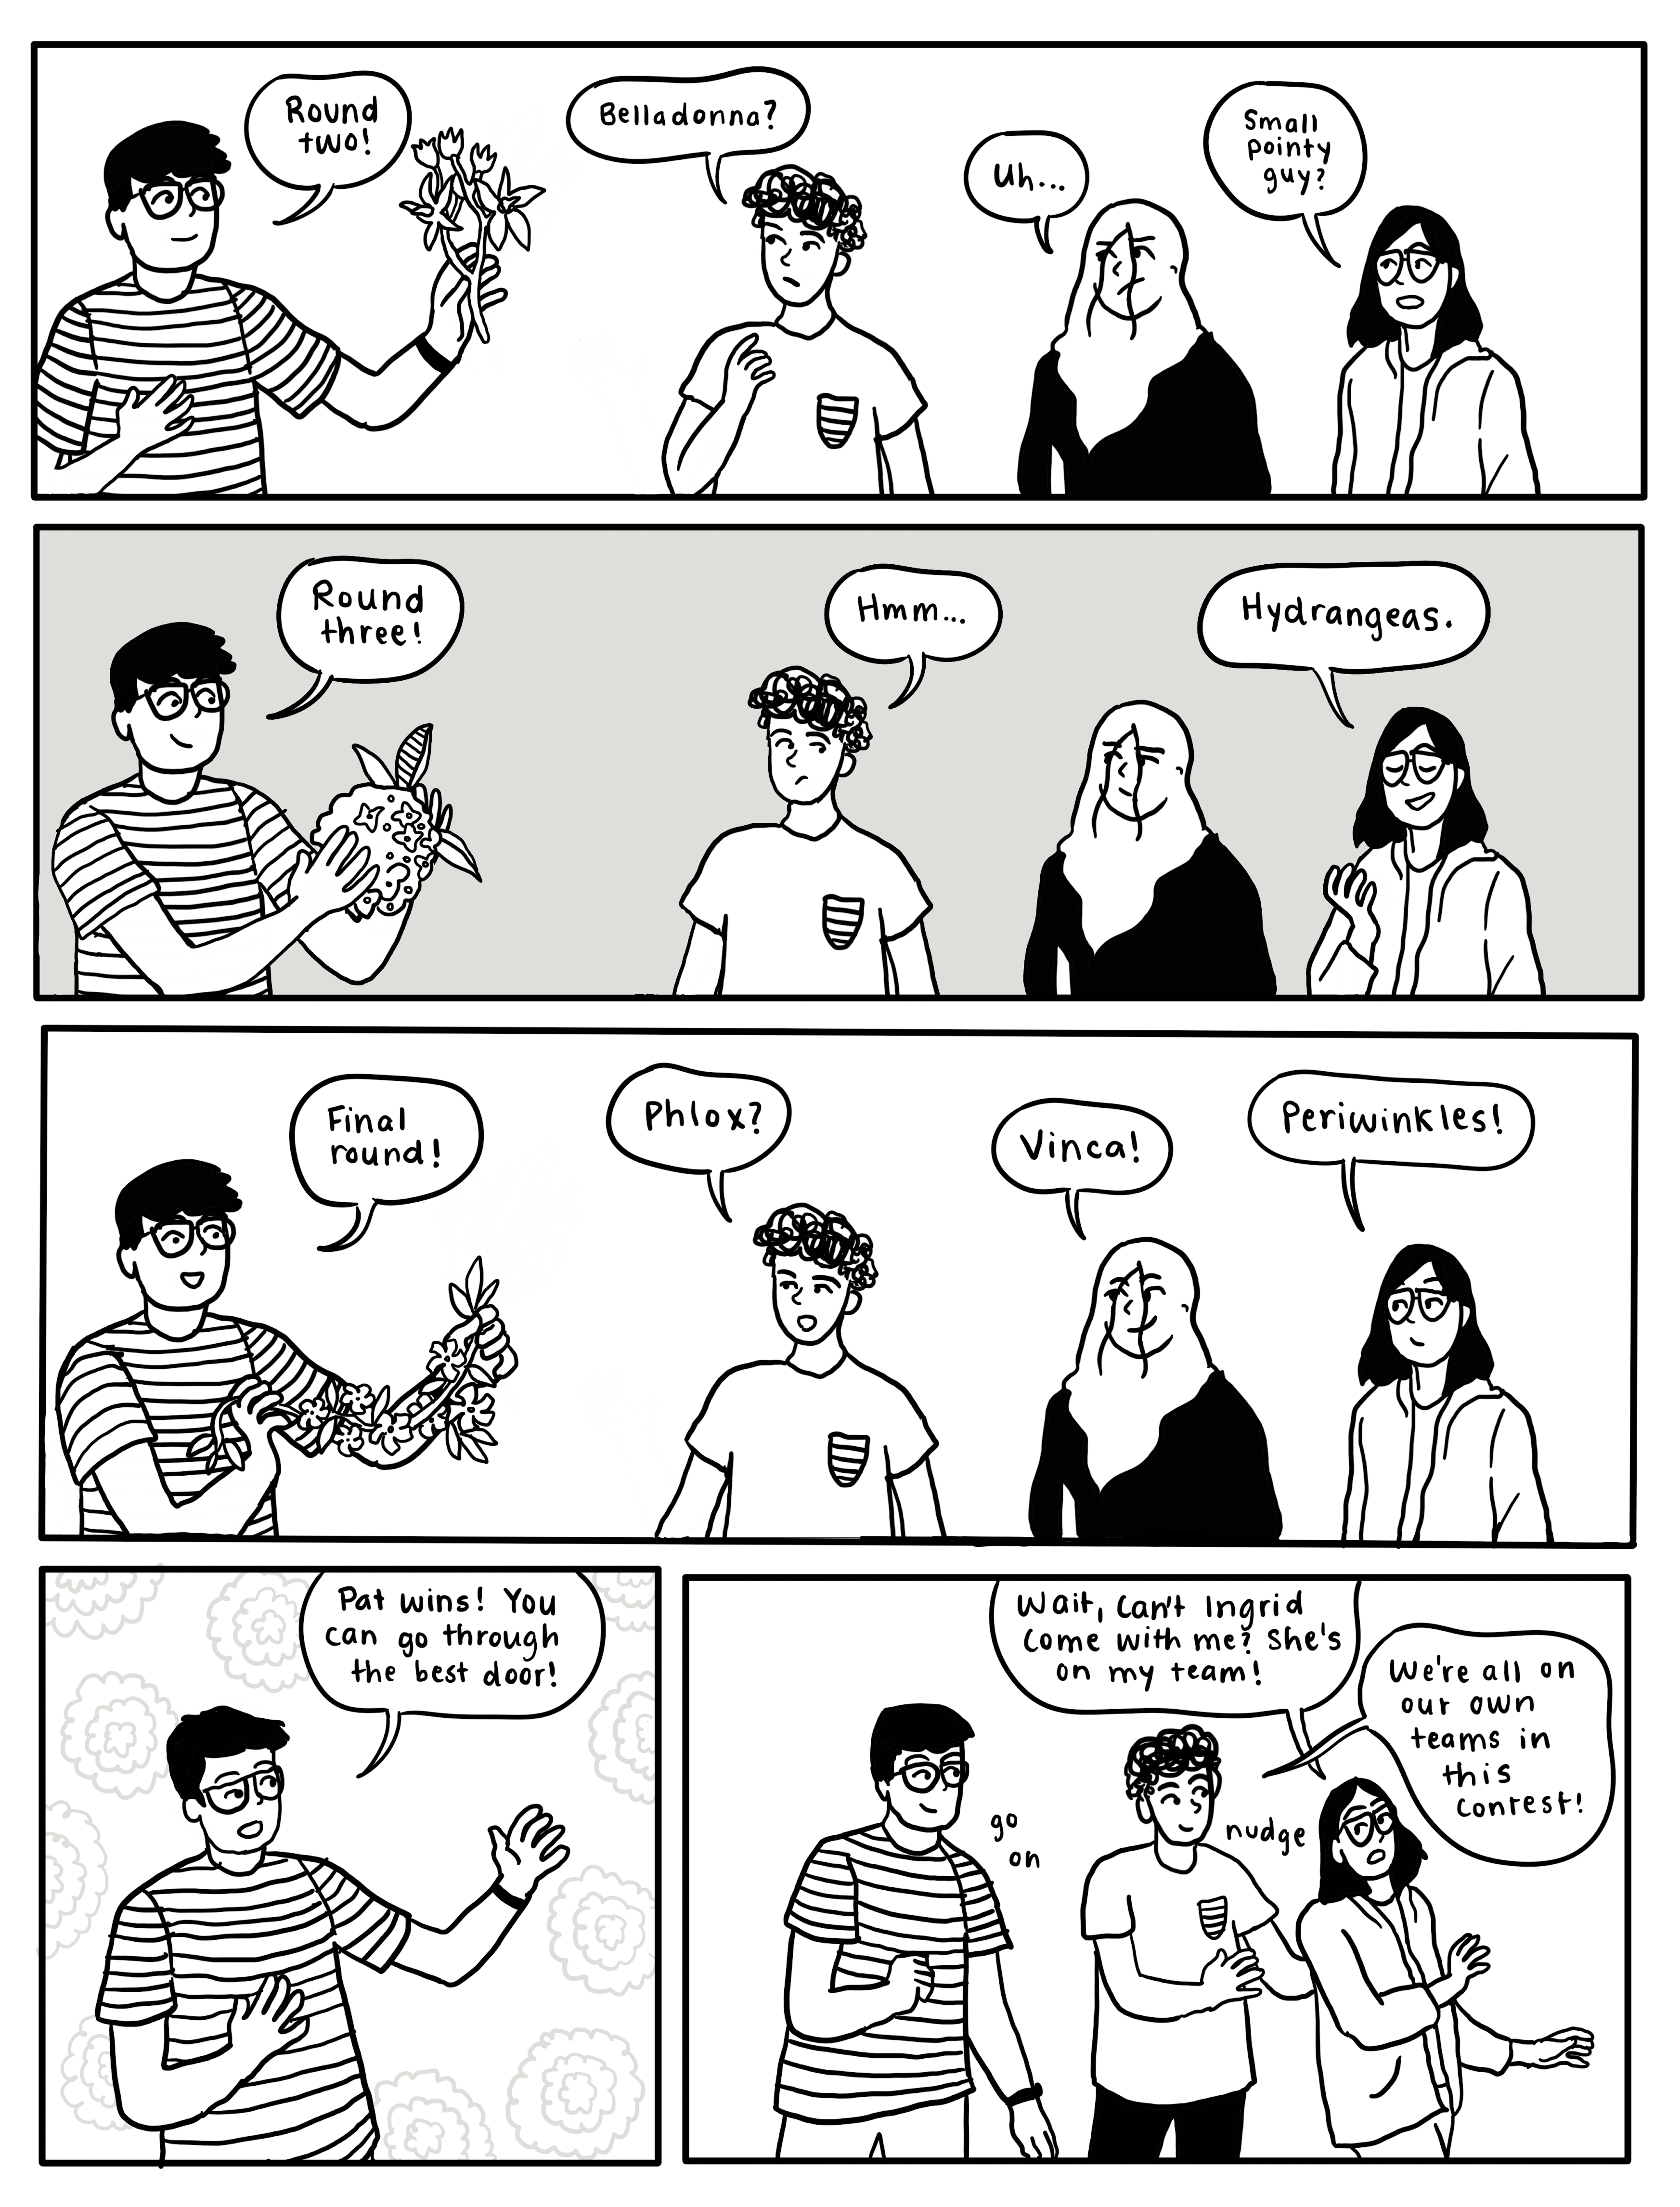 Round
two!
Belladonna?
Uh...
Small
pointy
guy?
Round
three!
Hmm...
Hydrangeas.
Final
round!
Phlox?
Vinca!
Periwinkles!
Pat wins! You
can go through
the best door!
Wait, can't Ingrid
come with me? She's
on my team!
We're all on
our own
teams in
this
contest!
go
on
nudge